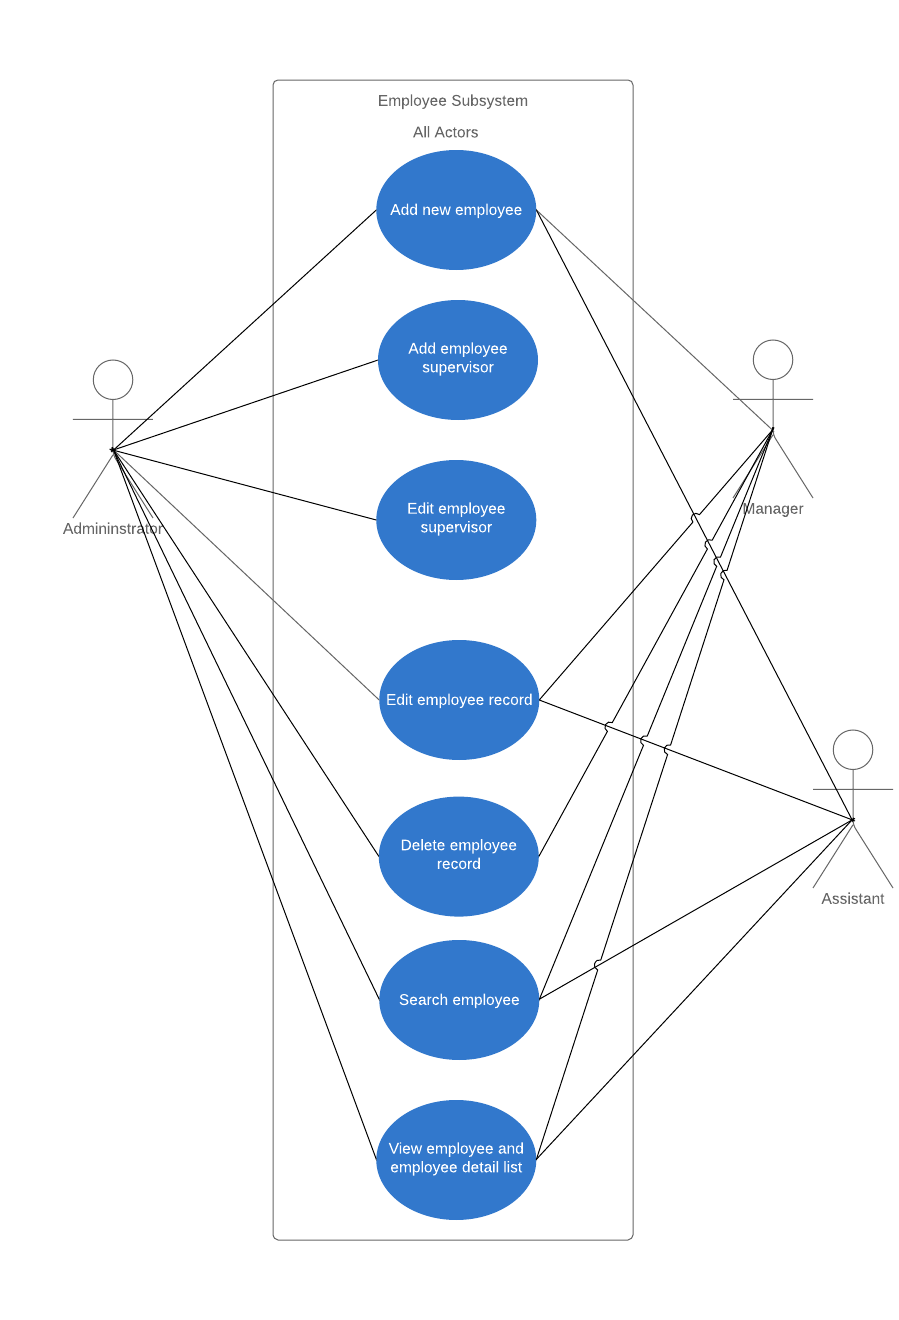 Employee Subsystem
All Actors
Add new employee
Add employee
supervisor
Edit employee
supervisor
Admininstrator
Manager
Edit employee record
Delete employee
record
Assistant
Search employee
View employee and
employee detail list